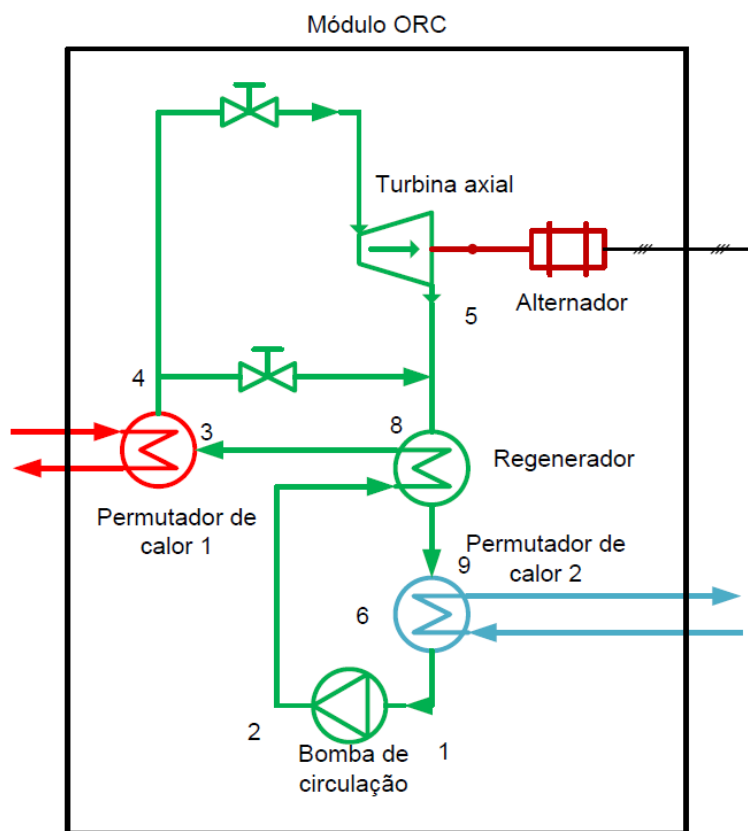 Módulo ORC
Turbina axial
Alternador
5
4
3
8
Regenerador
Permutador de
calor 1
Permutador de
calor 2
9
6
2
1
Bomba de
circulação